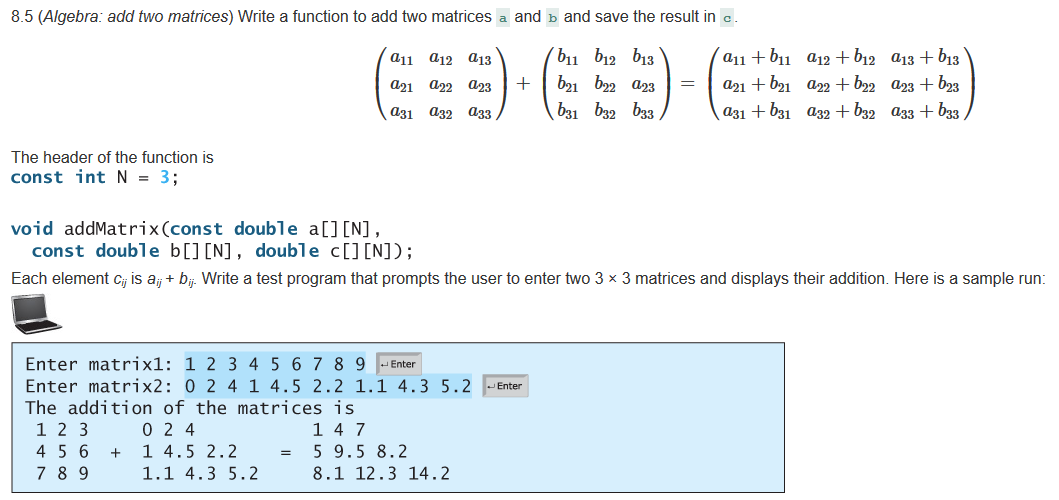 8.5 (Algebra: add two matrices) Write a function to add two matrices a and b and save the result in c.
( a11 a12 a13 )   ( b11 b12 b13 )   ( a11 + b11 a12 + b12 a13 + b13 )
( a21 a22 a23 ) + ( b21 b22 a23 ) = ( a21 + b21 a22 + b22 a23 + b23 )
( a31 a32 a33 )   ( b31 b32 b33 )   ( a31 + b31 a32 + b32 a33 + b33 )
The header of the function is
const int N = 3;
void addMatrix(const double a[][N],
const double b[][N], double c[][N]);
Each element cij is aij + bij. Write a test program that prompts the user to enter two 3 × 3 matrices and displays their addition. Here is a sample run:
Enter matrix1: 1 2 3 4 5 6 7 8 9 ↵Enter
Enter matrix2: 0 2 4 1 4.5 2.2 1.1 4.3 5.2 ↵Enter
The addition of the matrices is
1 2 3     0 2 4           1 4 7
4 5 6  +  1 4.5 2.2    =  5 9.5 8.2
7 8 9     1.1 4.3 5.2     8.1 12.3 14.2